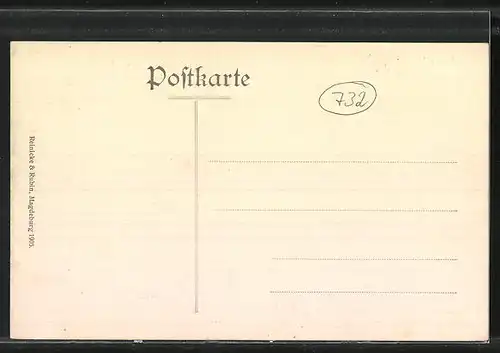 Poſtkarte
732
Reinicke & Rubin, Magdeburg 1905.